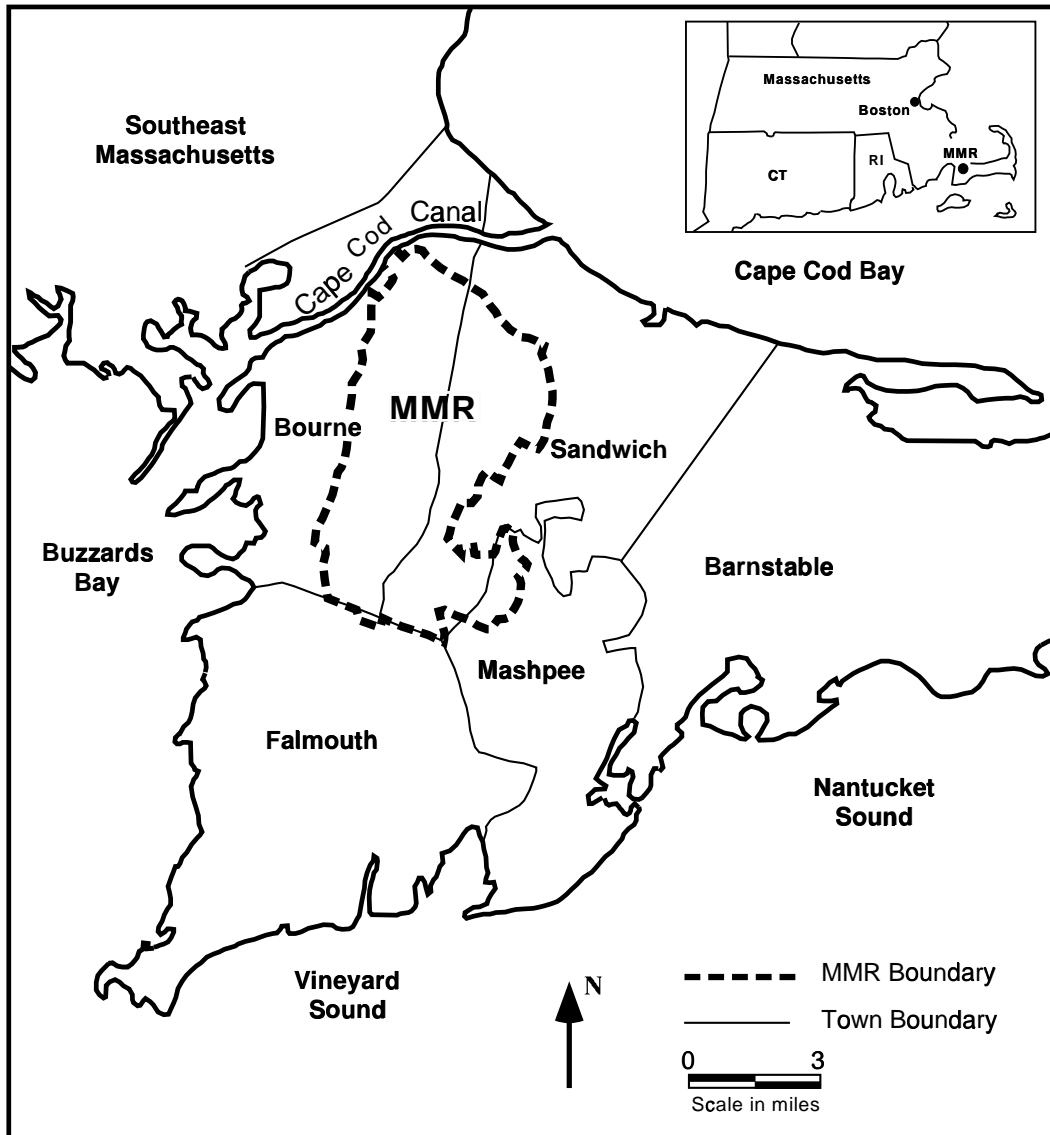 Massachusetts
Boston
MMR
RI
CT
Southeast
Massachusetts
Cape Cod Canal
Cape Cod Bay
MMR
Bourne
Sandwich
Buzzards
Bay
Barnstable
Mashpee
Falmouth
Nantucket
Sound
Vineyard
Sound
N
MMR Boundary
Town Boundary
0 3
Scale in miles